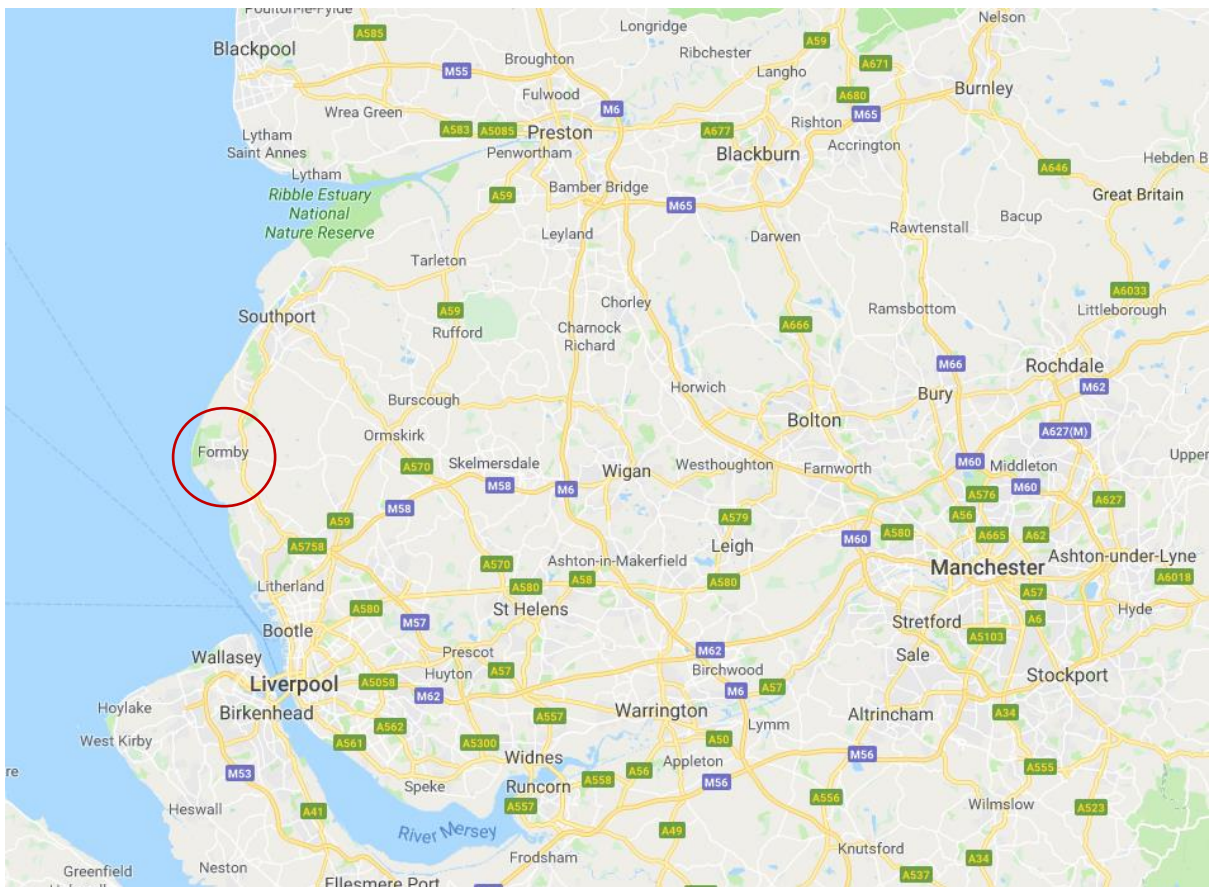 Poulton-le-Fylde
Nelson
A585
Longridge
Ribchester
A59
Blackpool
Broughton
A671
M55
Langho
Burnley
Fulwood
A680
Wrea Green
M6
Rishton
M65
A583
A5085
Preston
A677
Accrington
Lytham
Saint Annes
Penwortham
Blackburn
Hebden B
Lytham
A646
Ribble Estuary
National
Nature Reserve
A59
Bamber Bridge
M65
Great Britain
Bacup
Leyland
Darwen
Rawtenstall
Tarleton
A6033
Southport
A59
Rufford
Chorley
Charnock
Richard
A666
Ramsbottom
Littleborough
M66
Rochdale
M62
Horwich
Bury
Burscough
Bolton
A627(M)
Formby
Ormskirk
A570
Skelmersdale
M58
M6
Wigan
Westhoughton
Farnworth
M60
Middleton
M60
Upper
M58
A576
A627
A59
A579
A56
A5758
M60
A580
A665
A62
Leigh
Ashton-in-Makerfield
Ashton-under-Lyne
A570
Manchester
Litherland
A580
A58
A580
A6018
A580
St Helens
A57
Hyde
M57
A6
Bootle
Stretford
A5103
Prescot
M62
Sale
Wallasey
Huyton
A57
Birchwood
Stockport
Liverpool
A5058
M62
M6
A57
Hoylake
Birkenhead
A562
A557
Warrington
Lymm
Altrincham
A34
West Kirby
A561
A5300
A50
M53
Widnes
A56
Appleton
M56
A555
re
Speke
Runcorn
A558
M56
Heswall
A41
A557
A556
Wilmslow
A523
River Mersey
A49
Knutsford
Greenfield
Neston
Frodsham
A34
Ellesmere Port
A537